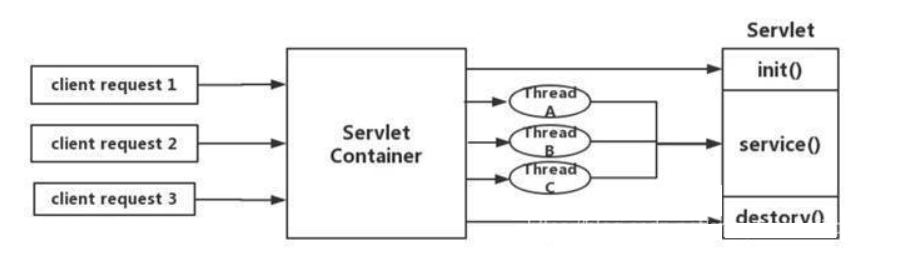 Servlet
client request 1
client request 2
client request 3
Servlet
Container
Thread
A
Thread
B
Thread
C
init()
service()
destory()